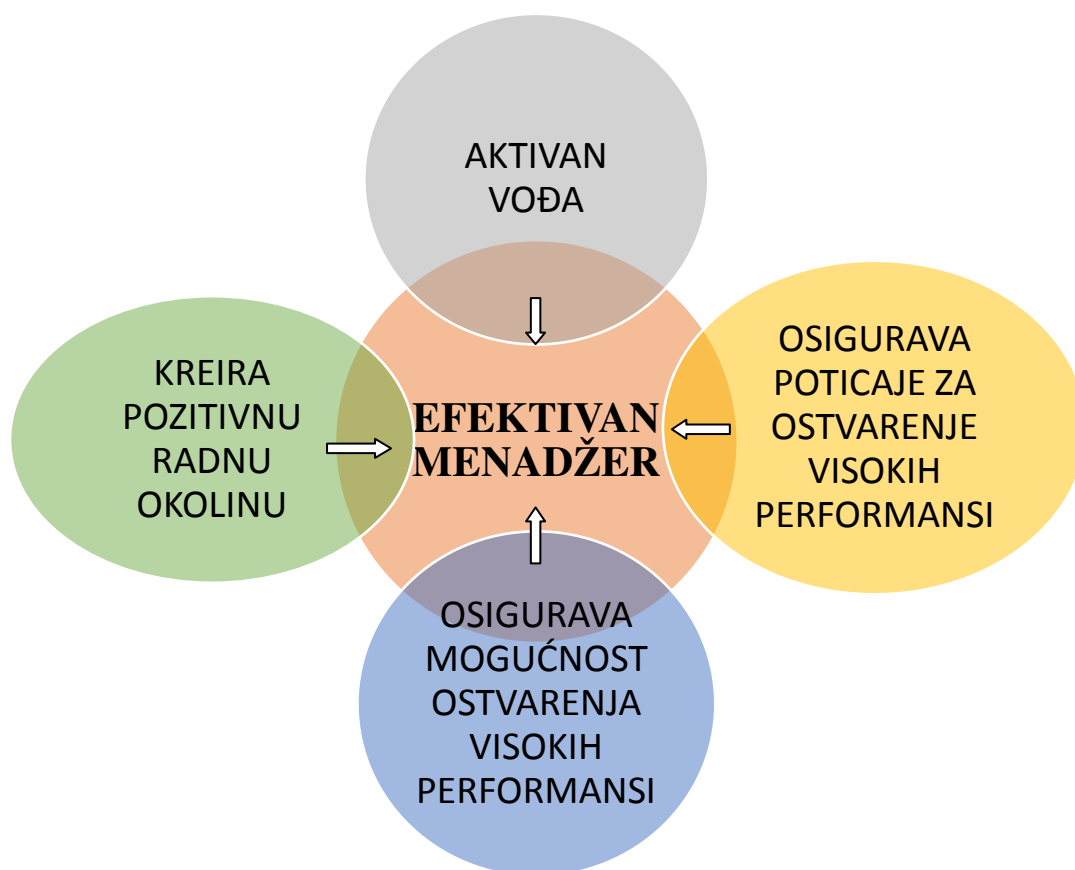 AKTIVAN
VOĐA
KREIRA
POZITIVNU
RADNU
OKOLINU
EFEKTIVAN
MENADŽER
OSIGURAVA
POTICAJE ZA
OSTVARENJE
VISOKIH
PERFORMANSI
OSIGURAVA
MOGUĆNOST
OSTVARENJA
VISOKIH
PERFORMANSI